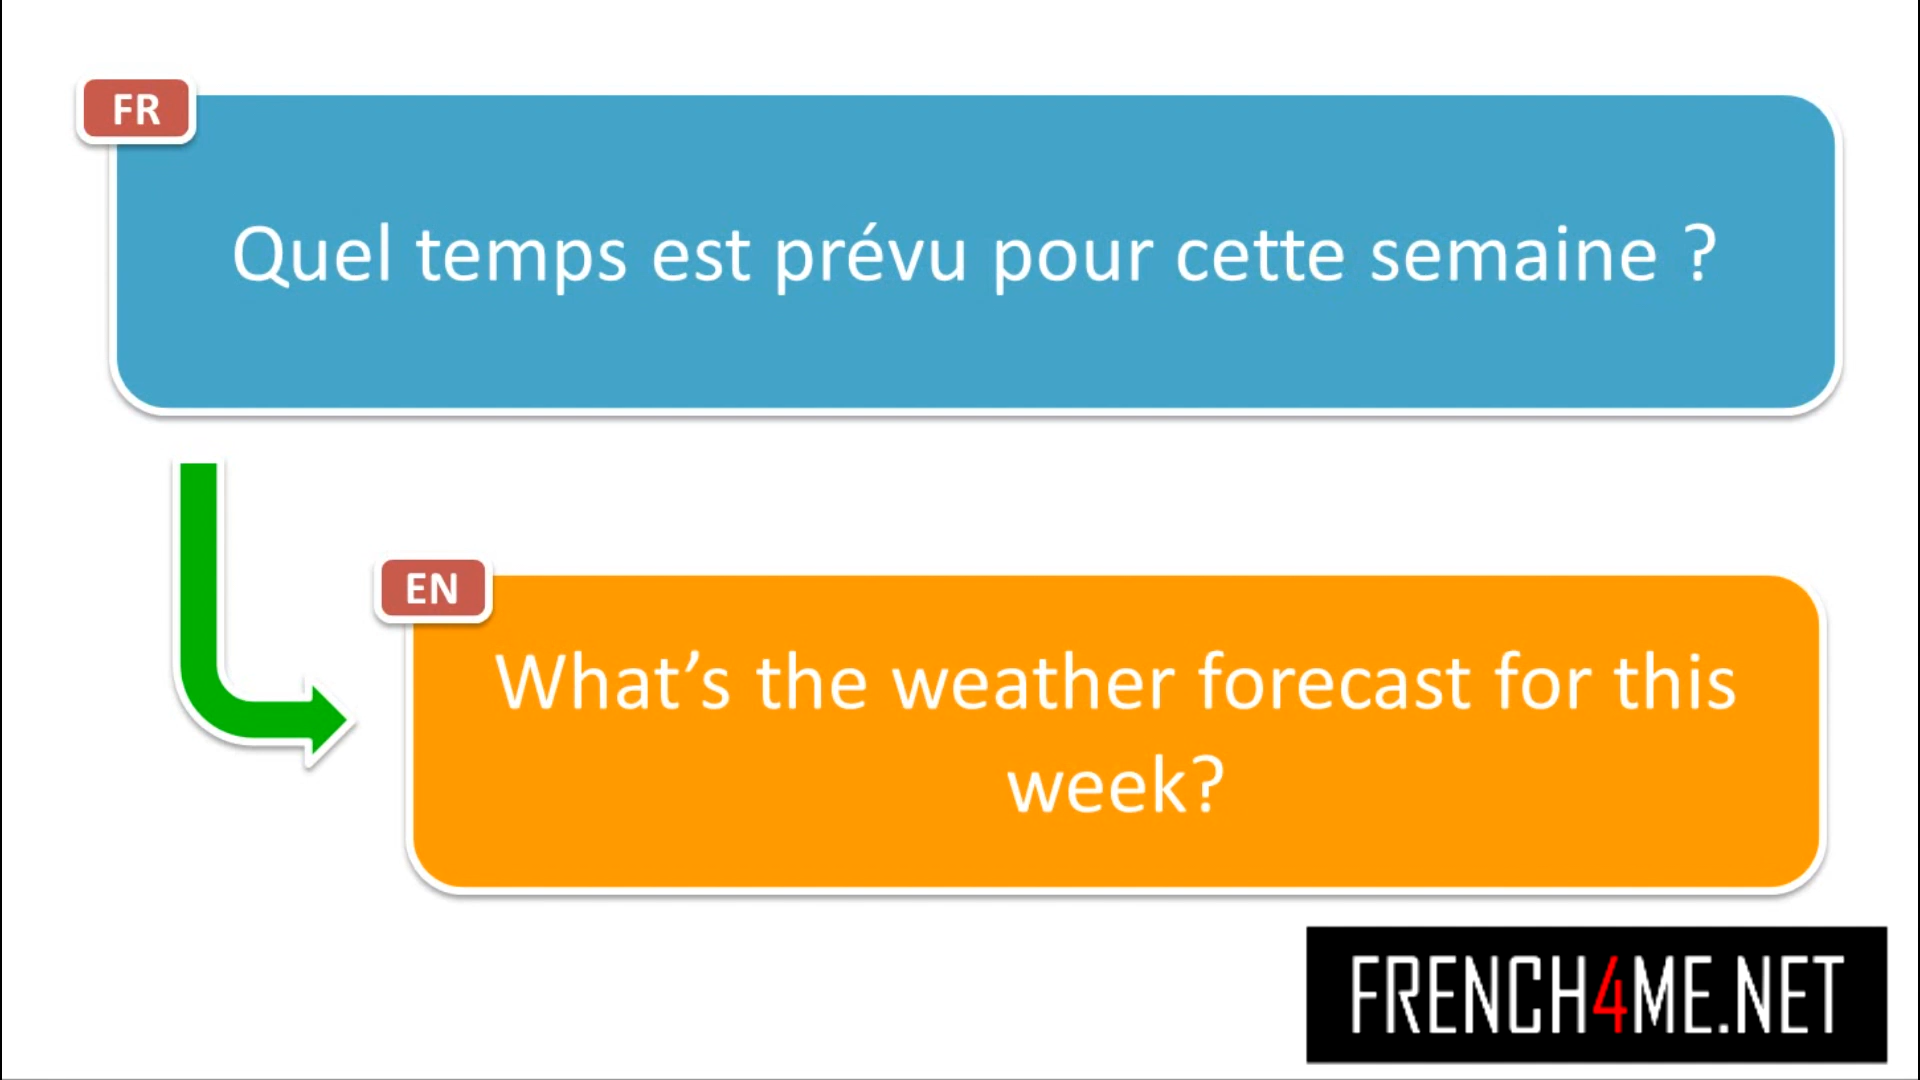 FR
Quel temps est prévu pour cette semaine ?
EN
What’s the weather forecast for this
week?
FRENCH4ME.NET